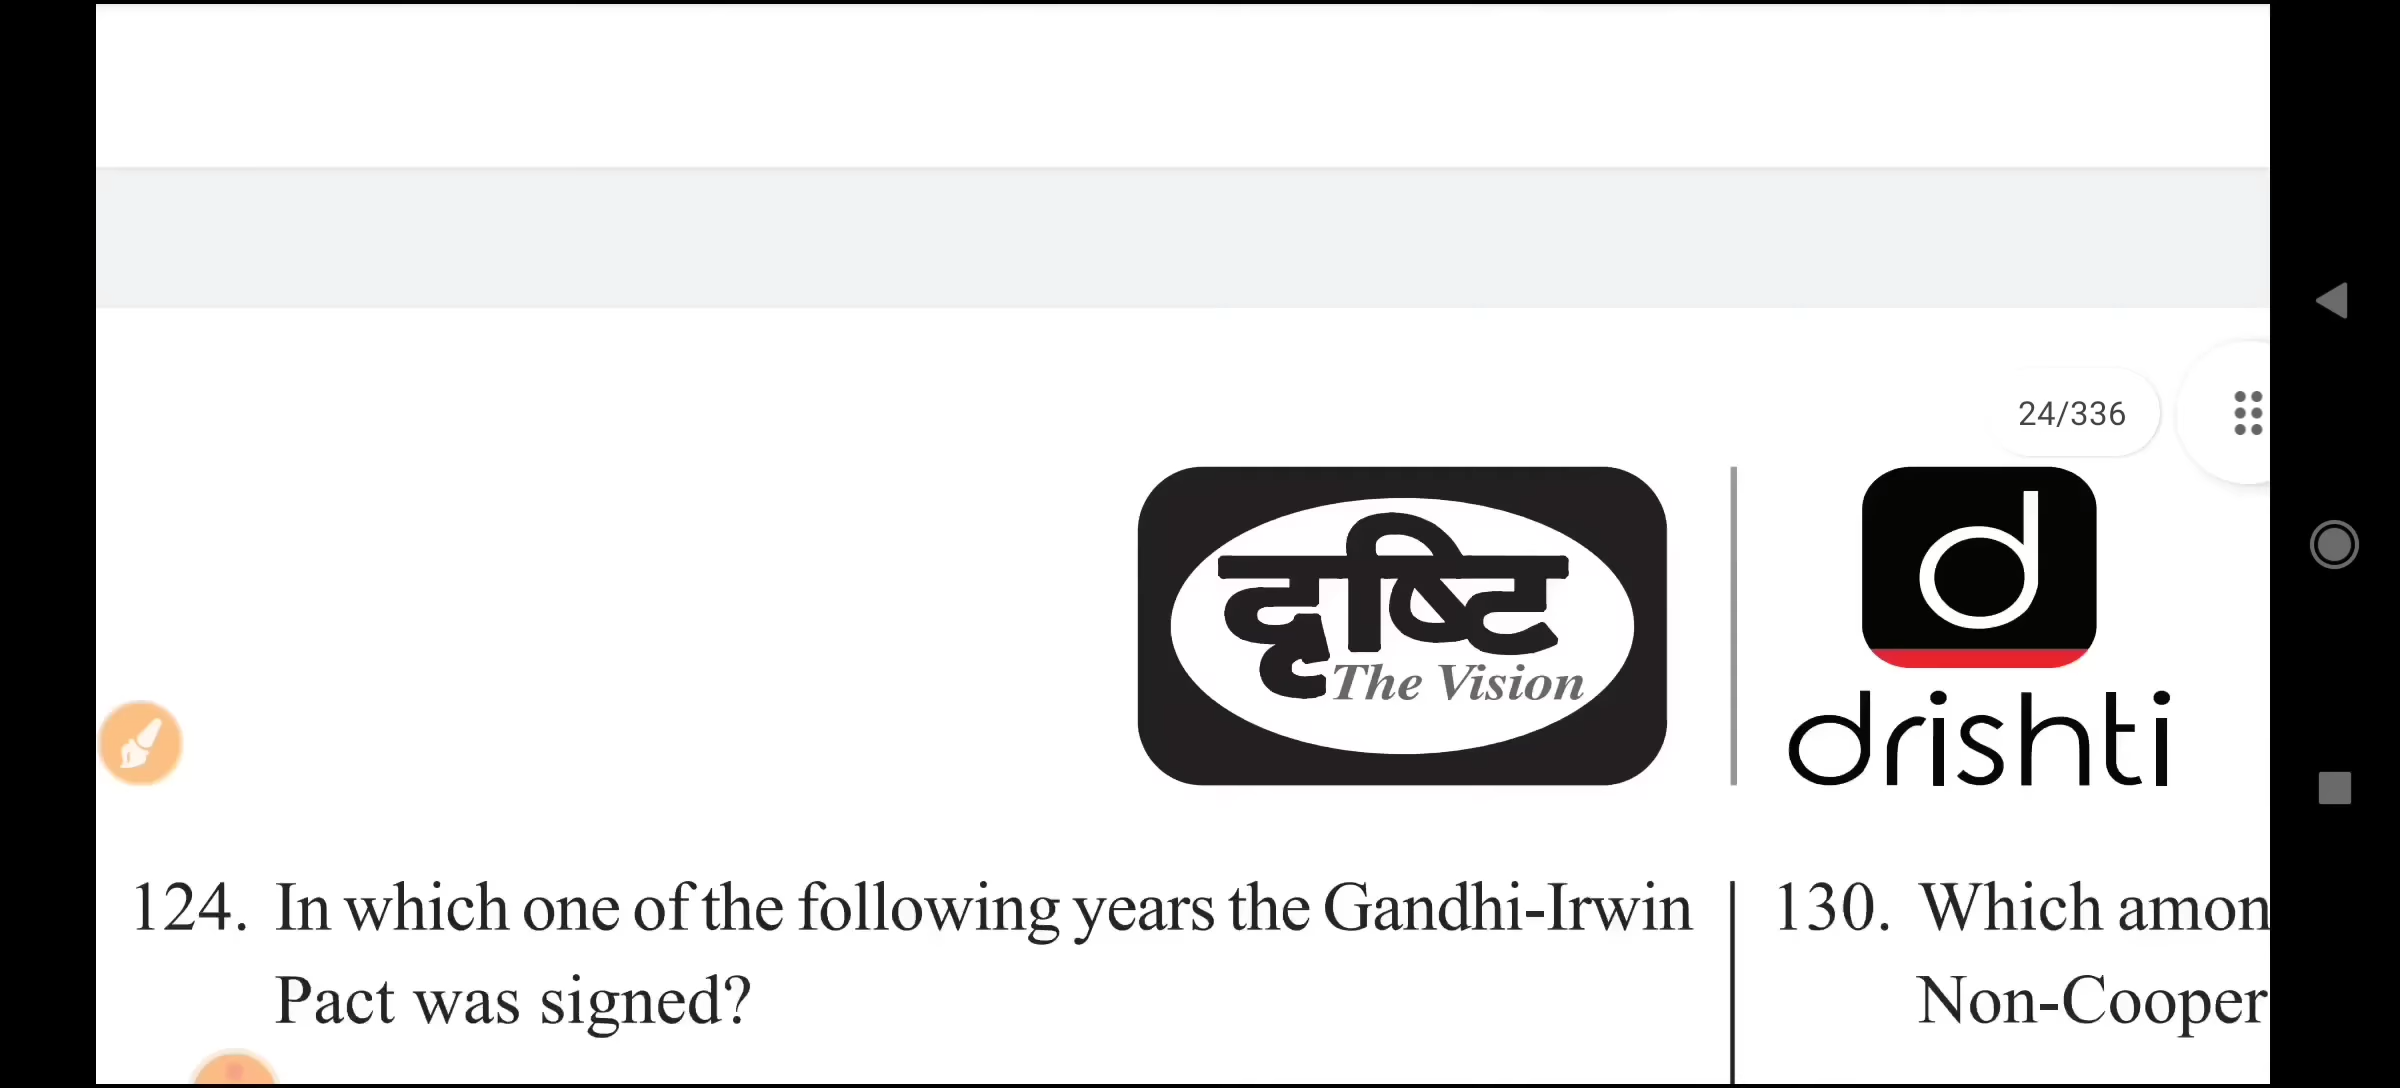 24/336
दृष्टि
The Vision
d
drishti
124. In which one of the following years the Gandhi-Irwin
Pact was signed?
130. Which amon
Non-Cooper